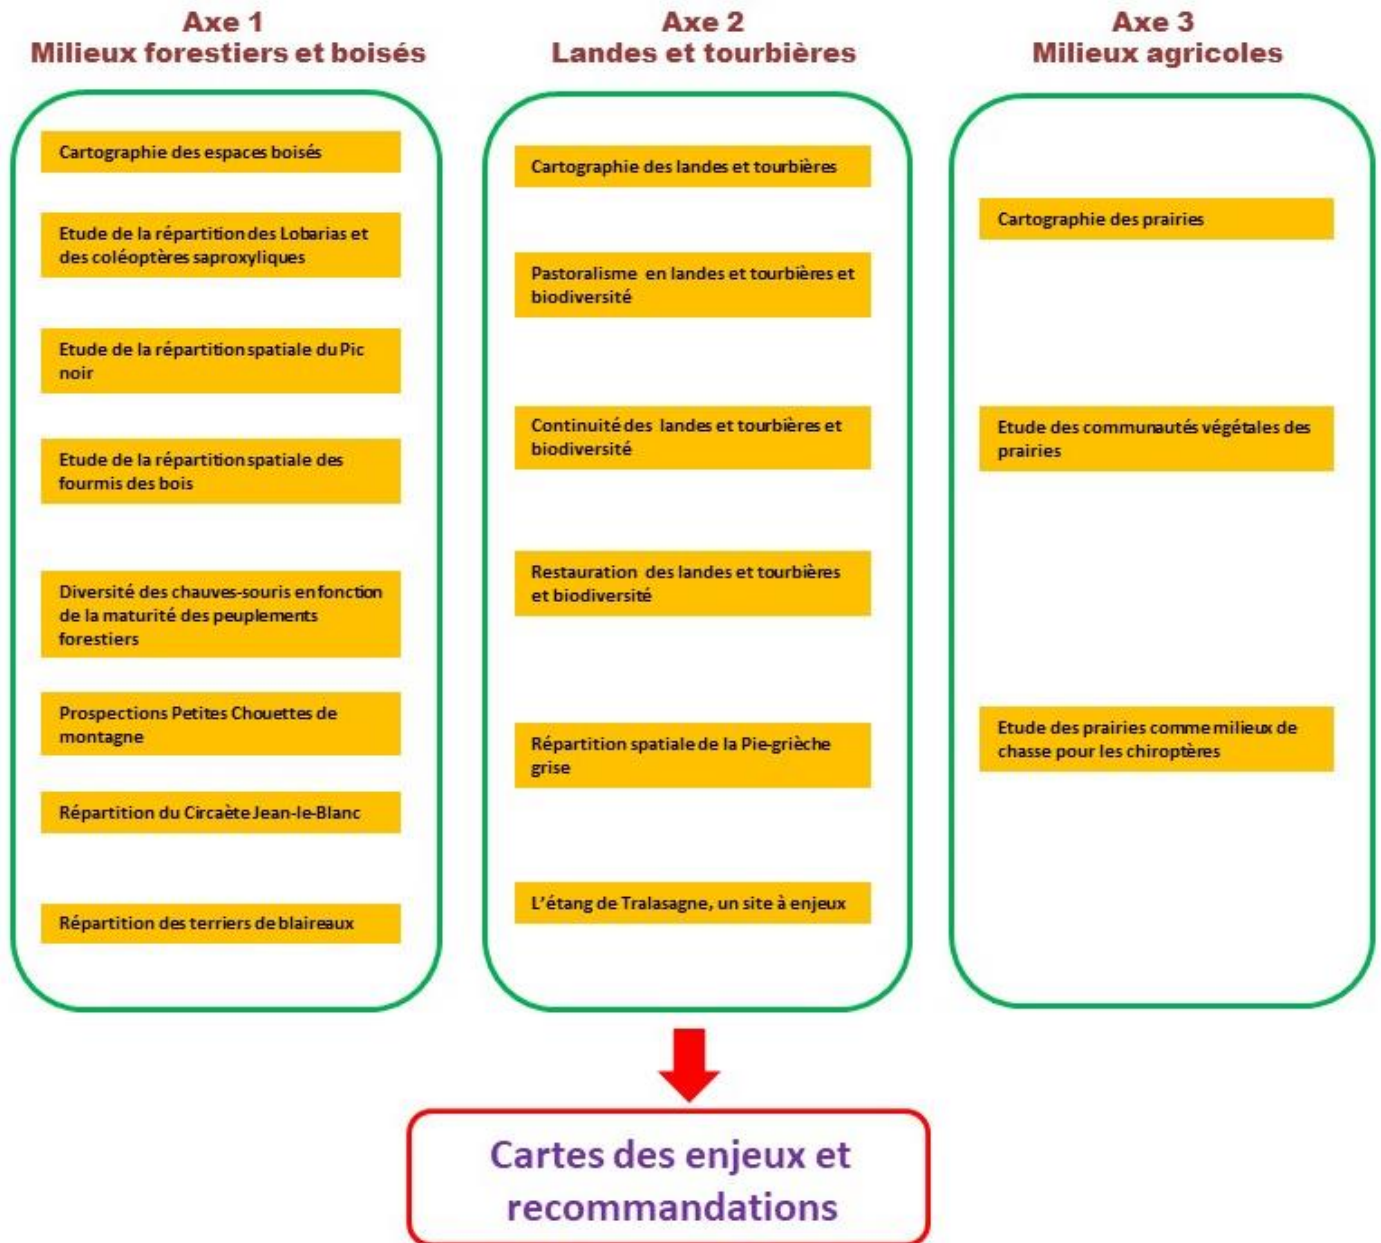 Axe 1
Milieux forestiers et boisés
Cartographie des espaces boisés
Etude de la répartition des Lobarias et
des coléoptères saproxyliques
Etude de la répartition spatiale du Pic
noir
Etude de la répartition spatiale des
fourmis des bois
Diversité des chauves-souris en fonction
de la maturité des peuplements
forestiers
Prospections Petites Chouettes de
montagne
Répartition du Circaète Jean-le-Blanc
Répartition des terriers de blaireaux
Axe 2
Landes et tourbières
Cartographie des landes et tourbières
Pastoralisme en landes et tourbières et
biodiversité
Continuité des landes et tourbières et
biodiversité
Restauration des landes et tourbières
et biodiversité
Répartition spatiale de la Pie-grièche
grise
L'étang de Tralasagne, un site à enjeux
Axe 3
Milieux agricoles
Cartographie des prairies
Etude des communautés végétales des
prairies
Etude des prairies comme milieux de
chasse pour les chiroptères
Cartes des enjeux et
recommandations